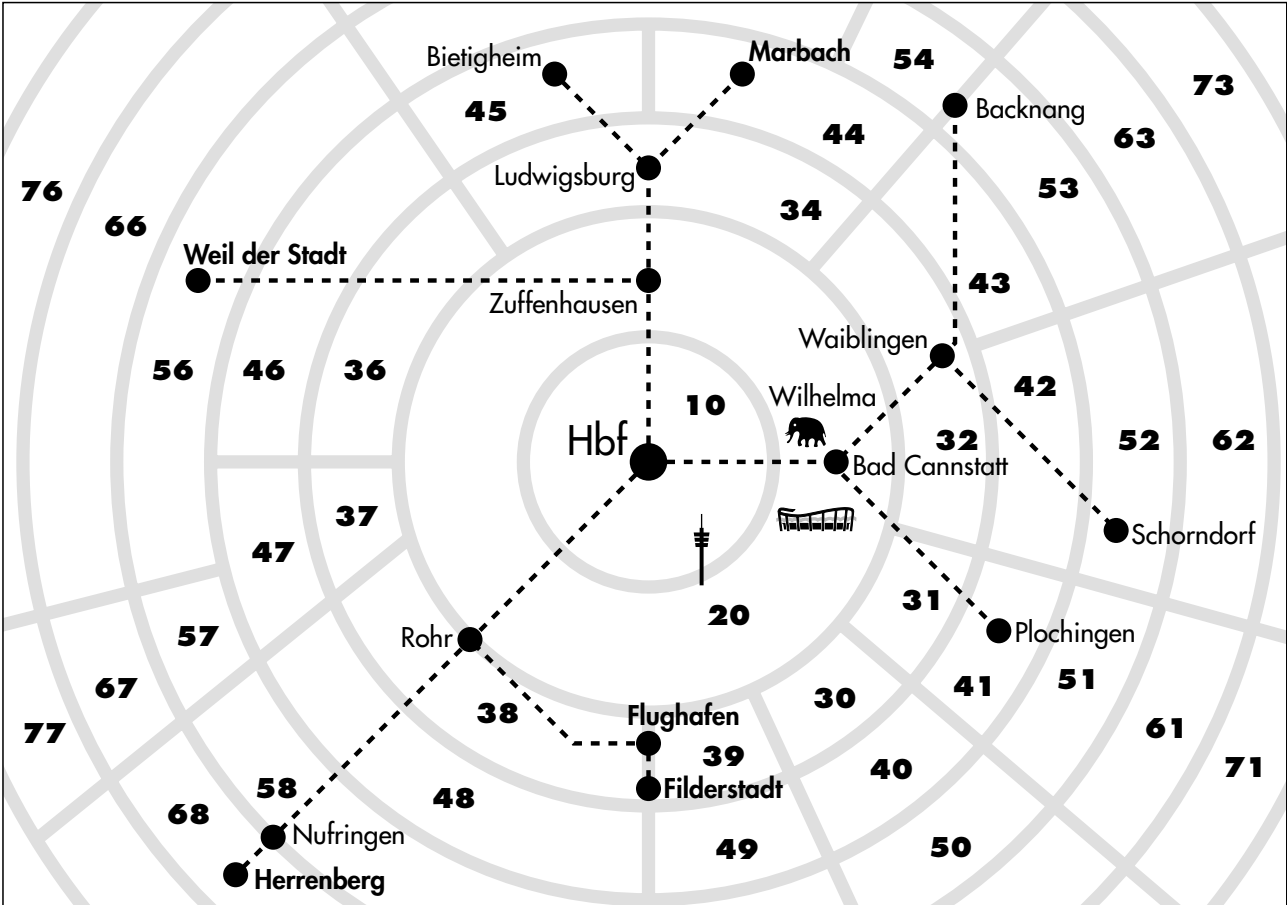 Bietigheim
Marbach
54
73
45
Backnang
44
63
Ludwigsburg
76
34
53
66
Weil der Stadt
43
Zuffenhausen
Waiblingen
56
46
36
42
10
Wilhelma
Hbf
32
52
62
Bad Cannstatt
37
Schorndorf
47
31
20
57
Rohr
Plochingen
67
41
51
30
38
Flughafen
77
39
61
40
71
58
48
Filderstadt
68
Nufringen
49
50
Herrenberg